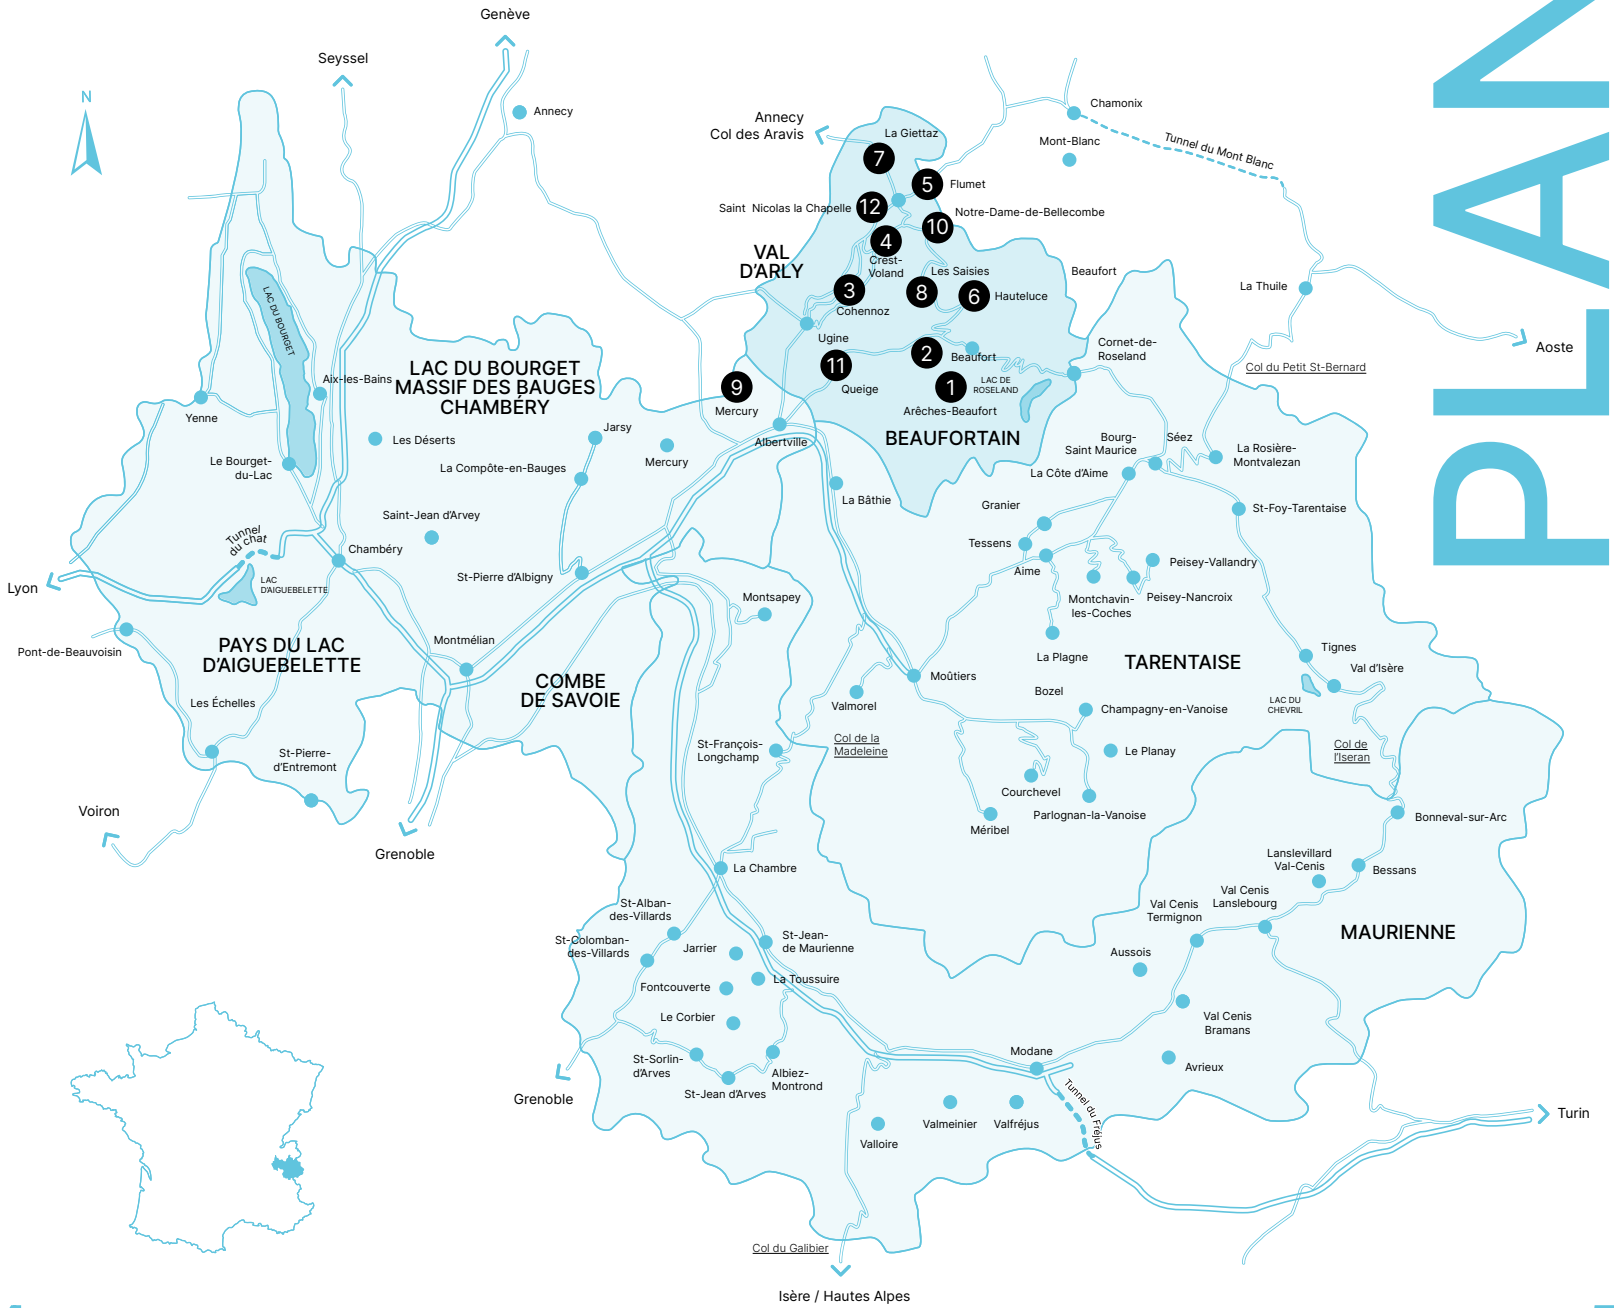 PLAN
Genève
Seyssel
N
Annecy
Annecy
Col des Aravis
La Giettaz
7
5
Flumet
Chamonix
Mont-Blanc
Tunnel du Mont Blanc
Saint Nicolas la Chapelle
12
Notre-Dame-de-Bellecombe
10
4
Crest-
Voland
VAL
D'ARLY
Les Saisies
Beaufort
3
8
6
Hauteluce
Cohennoz
La Thuile
Aoste
Ugine
2
Beaufort
Cornet-de-
Roseland
11
Queige
1
LAC DE
ROSELAND
Arêches-Beaufort
BEAUFORTAIN
9
Mercury
Col du Petit St-Bernard
LAC DU BOURGET
LAC DU BOURGET
MASSIF DES BAUGES
CHAMBÉRY
Aix-les-Bains
Yenne
Les Déserts
Jarsy
Le Bourget-
du-Lac
La Compôte-en-Bauges
Mercury
Albertville
La Bâthie
Bourg-
Saint Maurice
Séez
La Côte d'Aime
La Rosière-
Montvalezan
Granier
St-Foy-Tarentaise
Tessens
Aime
Peisey-Vallandry
Montchavin-
les-Coches
Peisey-Nancroix
Saint-Jean d'Arvey
Tunnel
du chat
Chambéry
Lyon
LAC
D'AIGUEBELETTE
St-Pierre d'Albigny
Montsapey
Pont-de-Beauvoisin
PAYS DU LAC
D'AIGUEBELETTE
Montmélian
La Plagne
TARENTAISE
Tignes
Val d'Isère
LAC DU
CHEVRIL
COMBE
DE SAVOIE
Moûtiers
Valmorel
Bozel
Champagny-en-Vanoise
Les Échelles
St-Pierre-
d'Entremont
St-François-
Longchamp
Col de la
Madeleine
Le Planay
Col de
l'Iseran
Courchevel
Parlognan-la-Vanoise
Méribel
Voiron
Grenoble
Bonneval-sur-Arc
La Chambre
Lanslevillard
Val-Cenis
Bessans
Val Cenis
Lanslebourg
Val Cenis
Termignon
MAURIENNE
St-Alban-
des-Villards
St-Colomban-
des-Villards
Jarrier
St-Jean-
de Maurienne
Aussois
La Toussuire
Fontcouverte
Le Corbier
Val Cenis
Bramans
St-Sorlin-
d'Arves
Albiez-
Montrond
St-Jean d'Arves
Modane
Avrieux
Grenoble
Tunnel du Fréjus
Valmeinier
Valfréjus
Valloire
Turin
Col du Galibier
Isère / Hautes Alpes